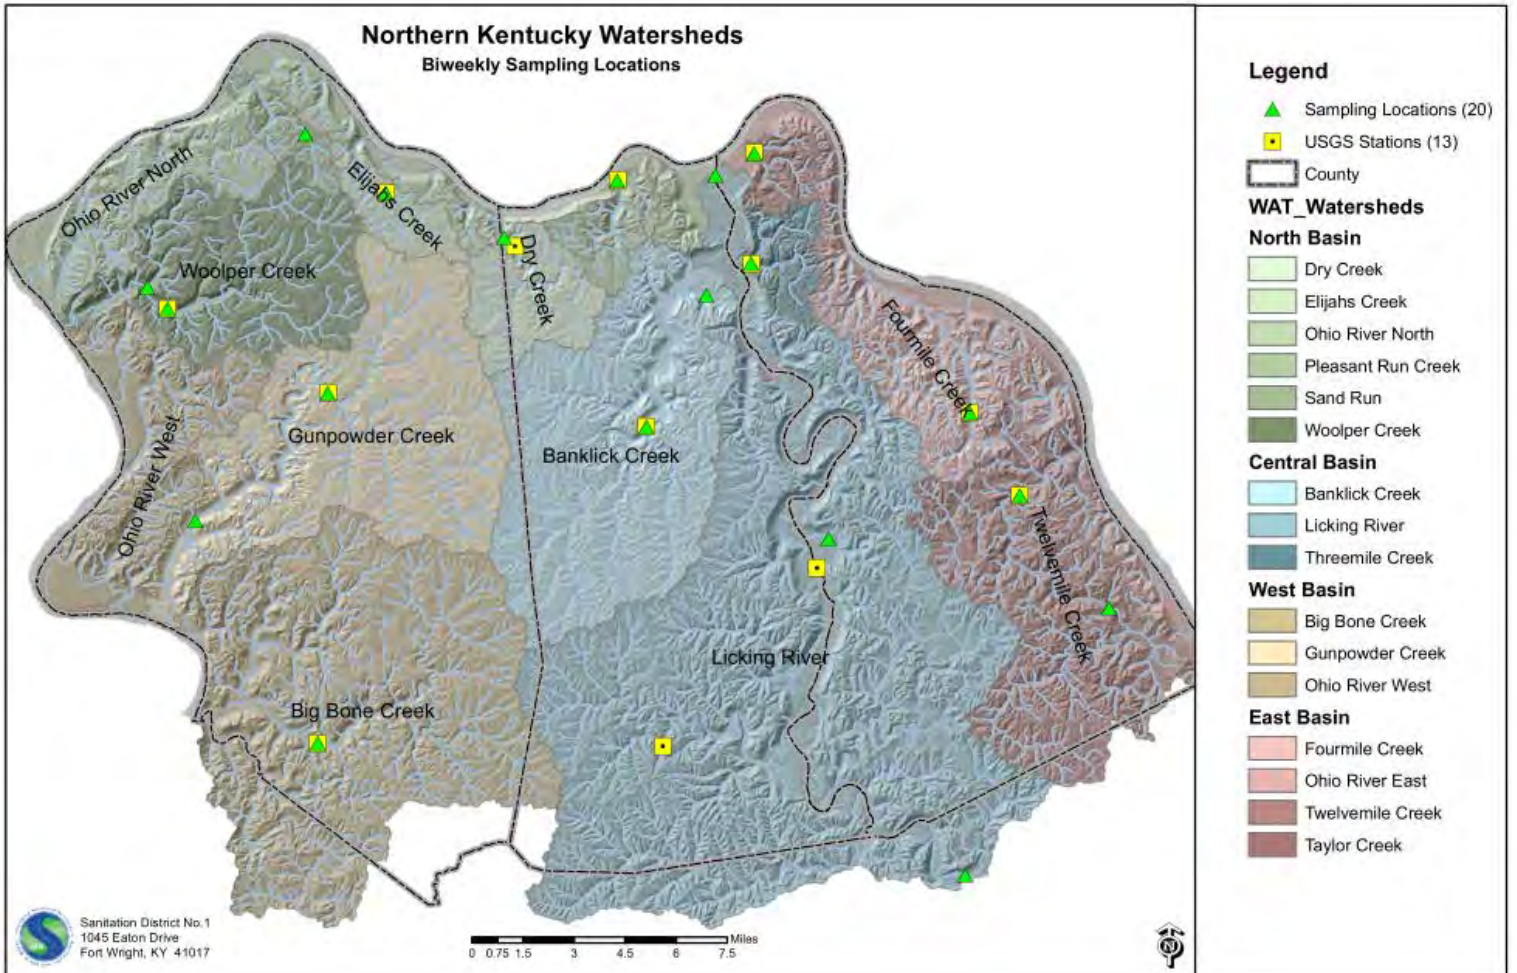 Northern Kentucky Watersheds
Biweekly Sampling Locations
Ohio River North
Elijahs Creek
Woolper Creek
Dry Creek
Fourmile Creek
Gunpowder Creek
Banklick Creek
Ohio River West
Twelvemile Creek
Licking River
Big Bone Creek
Sanitation District No.1
1045 Eaton Drive
Fort Wright, KY 41017
Miles
0 0.75 1.5 3 4.5 6 7.5
N
Legend
Sampling Locations (20)
USGS Stations (13)
County
WAT_Watersheds
North Basin
Dry Creek
Elijahs Creek
Ohio River North
Pleasant Run Creek
Sand Run
Woolper Creek
Central Basin
Banklick Creek
Licking River
Threemile Creek
West Basin
Big Bone Creek
Gunpowder Creek
Ohio River West
East Basin
Fourmile Creek
Ohio River East
Twelvemile Creek
Taylor Creek